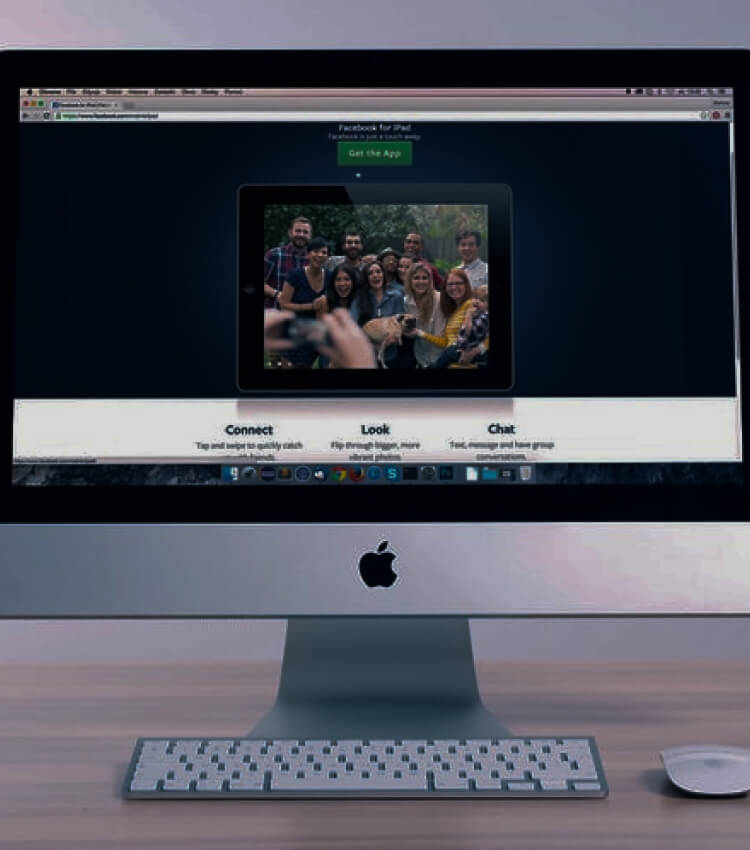 Chrome
Facebook for iPad
Facebook is just a touch away.
Get the App
Connect
Look
Chat
Tap and swipe to quickly catch
Flip through bigger, more
Text, message and have group
vibrant photos.
conversations.